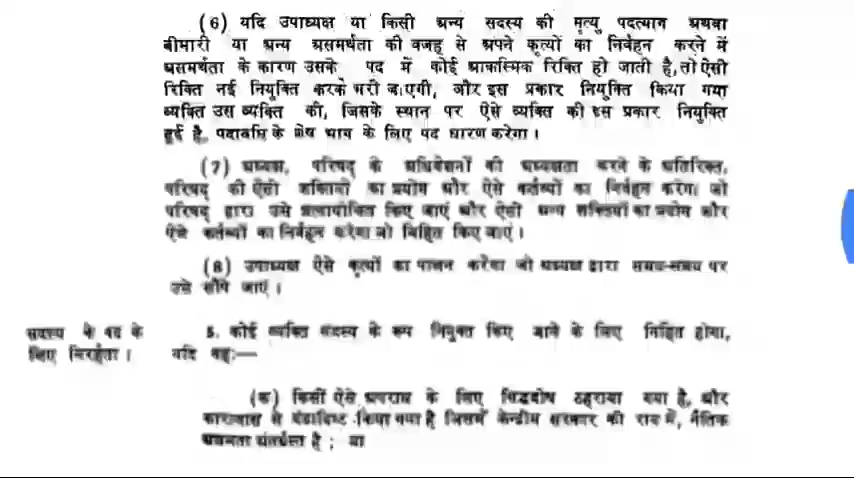 (6) यदि उपाध्यक्ष या किसी अन्य सदस्य की मृत्यु पदत्याग अथवा
बीमारी या अन्य असमर्थता की वजह से अपने कृत्यों का निर्वहन करने में
असमर्थता के कारण उसके पद में कोई आकस्मिक रिक्ति हो जाती है, तो ऐसी
रिक्ति नई नियुक्ति करके भरी जाएगी, और इस प्रकार नियुक्ति किया गया
व्यक्ति उस व्यक्ति की, जिसके स्थान पर ऐसे व्यक्ति की इस प्रकार नियुक्ति
हुई है, पदावधि के शेष भाग के लिए पद धारण करेगा ।
(7) अध्यक्ष, परिषद् के अधिवेशनों की अध्यक्षता करने के अतिरिक्त,
परिषद् की ऐसी शक्तियों का प्रयोग और ऐसे कर्तव्यों का निर्वहन करेगा जो
परिषद् द्वारा उसे प्रत्यायोजित किए जाएं और ऐसी अन्य शक्तियों का प्रयोग और
ऐसे कर्तव्यों का निर्वहन करेगा जो विहित किए जाएं ।
(8) उपाध्यक्ष ऐसे कृत्यों का पालन करेगा जो अध्यक्ष द्वारा समय-समय पर
उसे सौंपे जाएं ।
सदस्य के पद के
लिए निरर्हता ।
5. कोई व्यक्ति सदस्य के रूप नियुक्त किए जाने के लिए होगा,
यदि वह:—
(क) किसी ऐसे अपराध के लिए सिद्धदोष ठहराया गया है, और
कारावास से दंडादिष्ट किया गया है जिसमें केन्द्रीय सरकार की राय में, नैतिक
अधमता अंतर्वलित है ; या